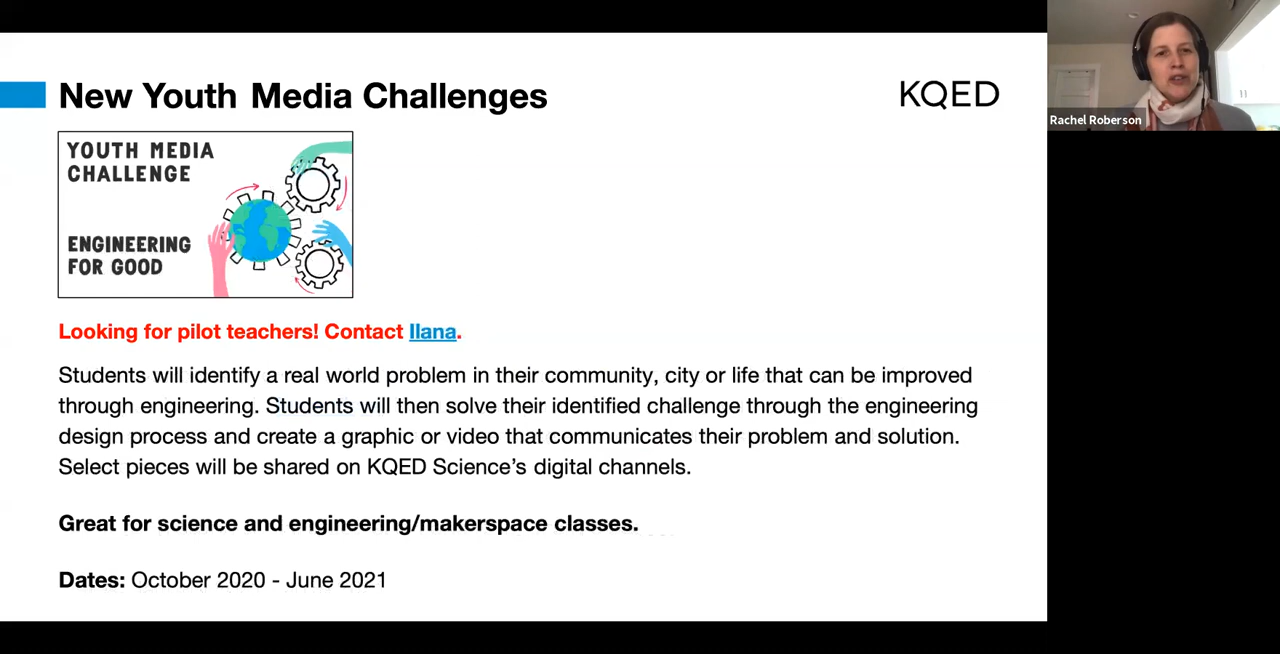 New Youth Media Challenges
KQED
Rachel Roberson
YOUTH MEDIA
CHALLENGE
ENGINEERING
FOR GOOD
Looking for pilot teachers! Contact Ilana.
Students will identify a real world problem in their community, city or life that can be improved
through engineering. Students will then solve their identified challenge through the engineering
design process and create a graphic or video that communicates their problem and solution.
Select pieces will be shared on KQED Science’s digital channels.
Great for science and engineering/makerspace classes.
Dates: October 2020 - June 2021